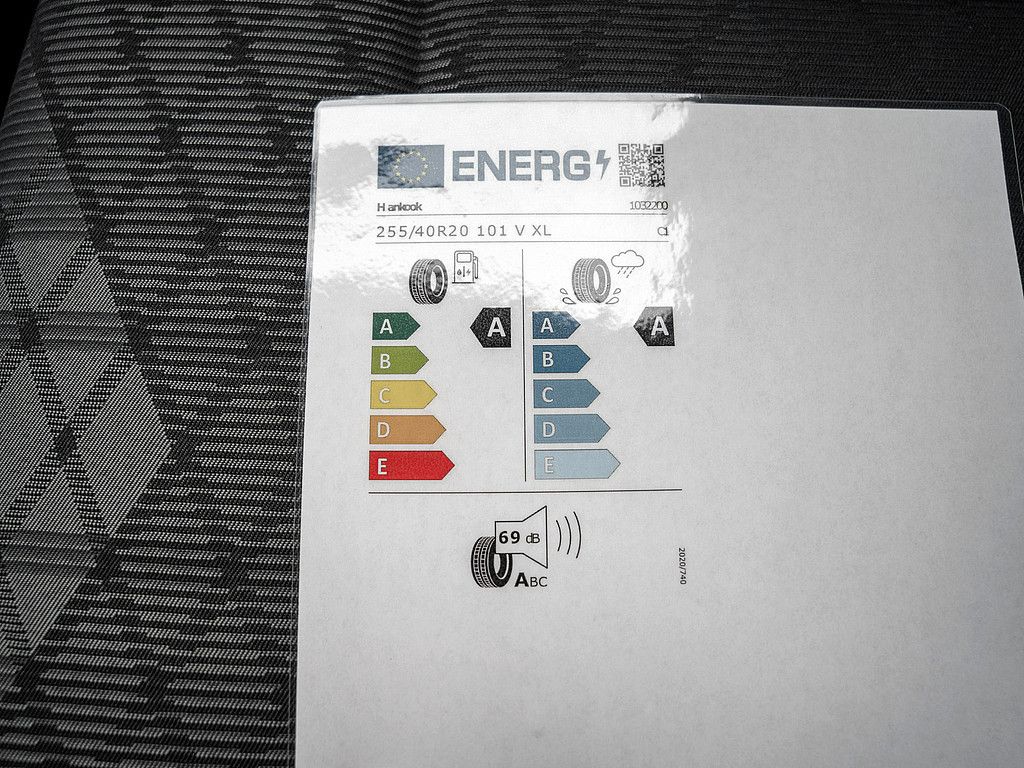 ENERG
Hankook 1032200
255/40R20 101 V XL C1
A A A A
B B
C C
D D
E E
69 dB
ABC
2020/740